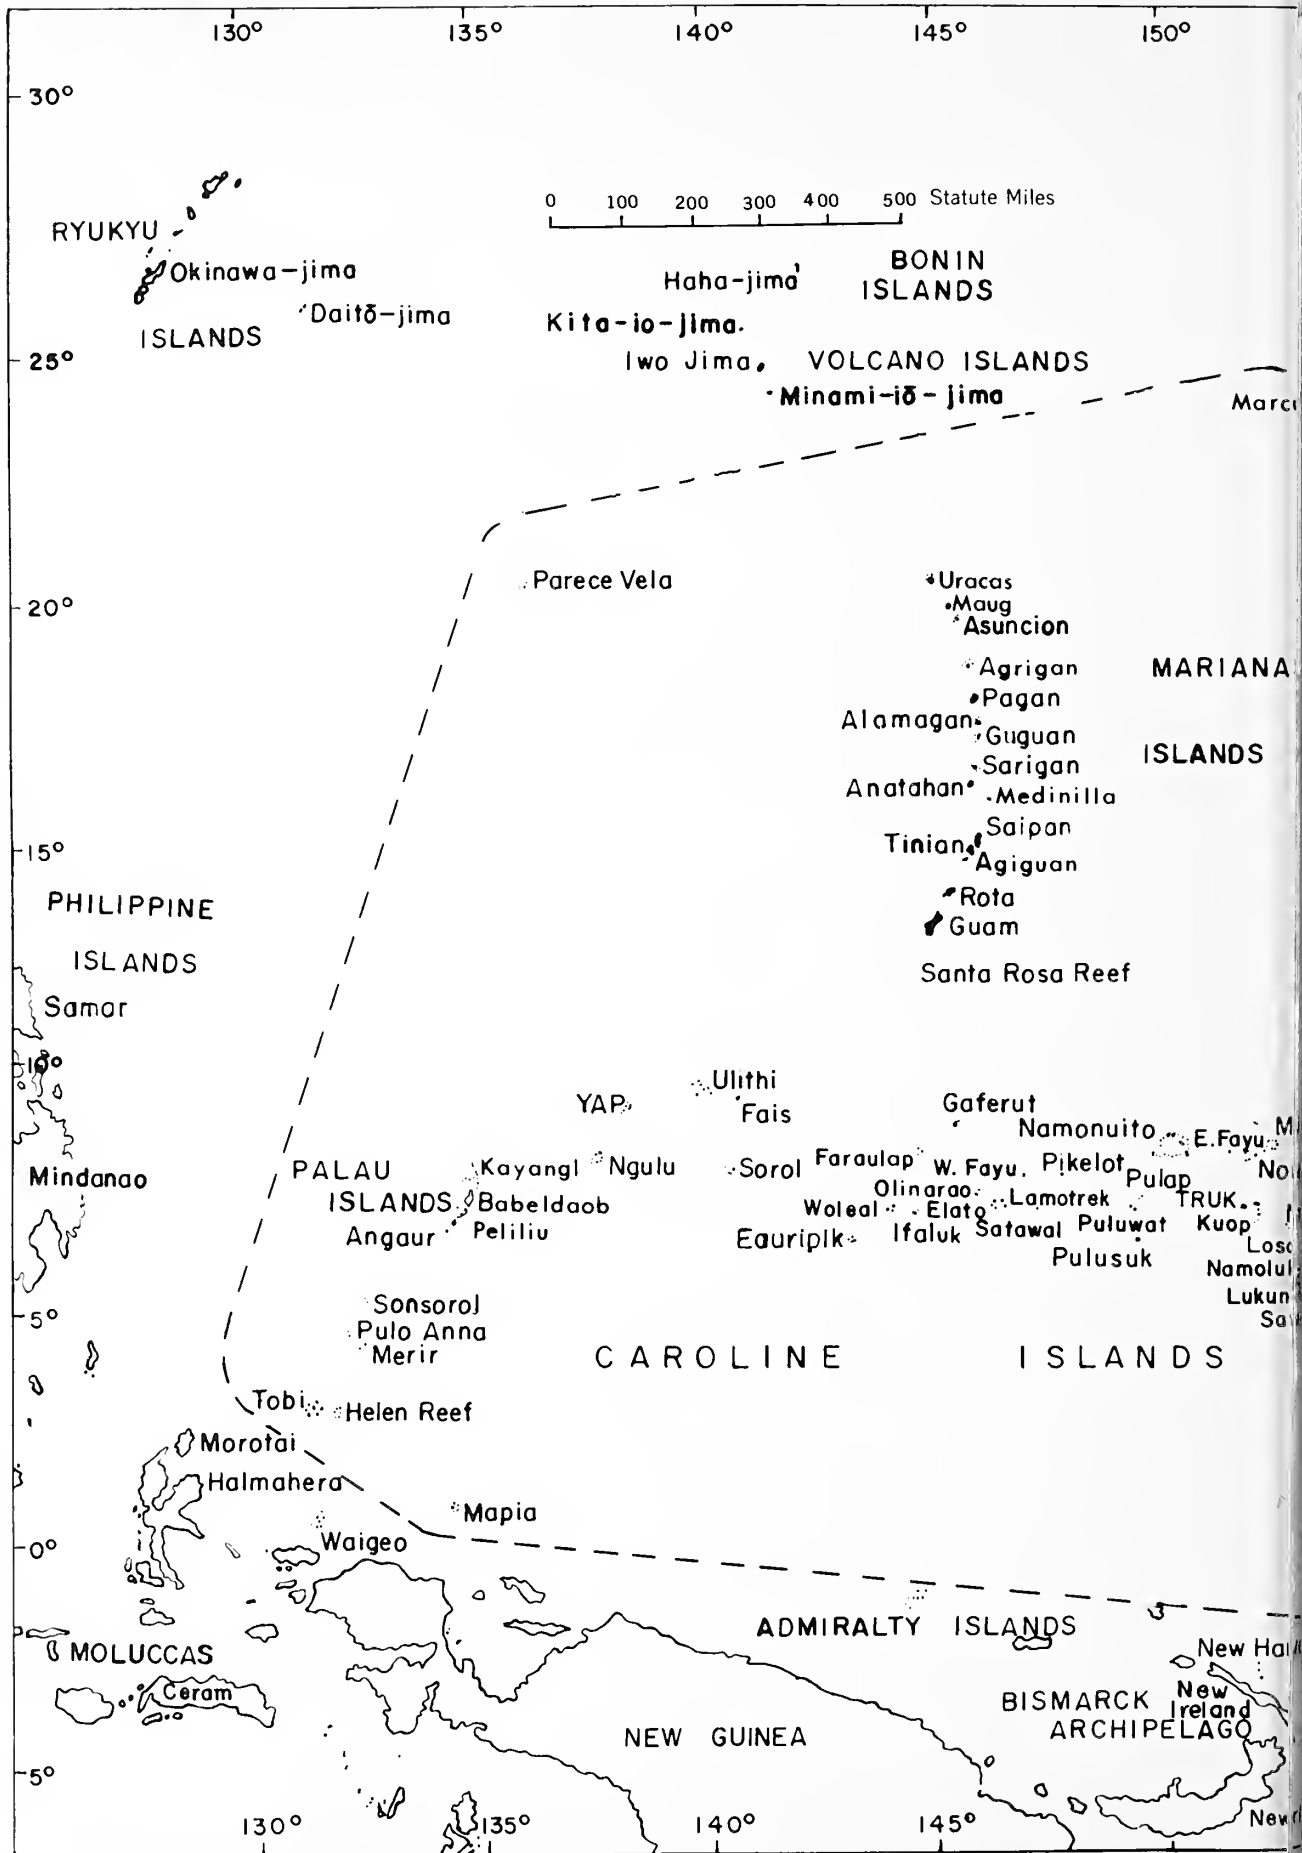 130° 135° 140° 145° 150°
30°
0 100 200 300 400 500 Statute Miles
RYUKYU
Okinawa-jima
Daitō-jima
ISLANDS
BONIN
ISLANDS
Haha-jima
Kita-io-jima
25°
Iwo Jima
VOLCANO ISLANDS
Minami-iō-jima
Parece Vela
20°
Uracas
Maug
Asuncion
Agrigan
MARIANA
Pagan
Alamagan
Guguan
ISLANDS
Sarigan
Anatahan
Medinilla
Saipan
Tinian
Agiguan
15°
Rota
Guam
Santa Rosa Reef
PHILIPPINE
ISLANDS
Samar
10°
Ulithi
YAP
Fais
Gaferut
Namonuito
E. Fayu
Mindanao
PALAU
ISLANDS
Kayangl
Ngulu
Sorol
Faraulap
W. Fayu
Pikelot
Pulap
Babeldaob
Olinarao
Lamotrek
TRUK
Angaur
Peliliu
Woleal
Elato
Eauripik
Ifaluk
Satawal
Puluwat
Kuop
Pulusuk
Namoluk
Lukun
5°
Sonsorol
Pulo Anna
Merir
CAROLINE ISLANDS
Tobi
Helen Reef
Morotai
Halmahera
Mapia
0°
Waigeo
ADMIRALTY ISLANDS
MOLUCCAS
Ceram
New Ha
BISMARCK
ARCHIPELAGO
New
Ireland
NEW GUINEA
5°
New
130° 135° 140° 145°